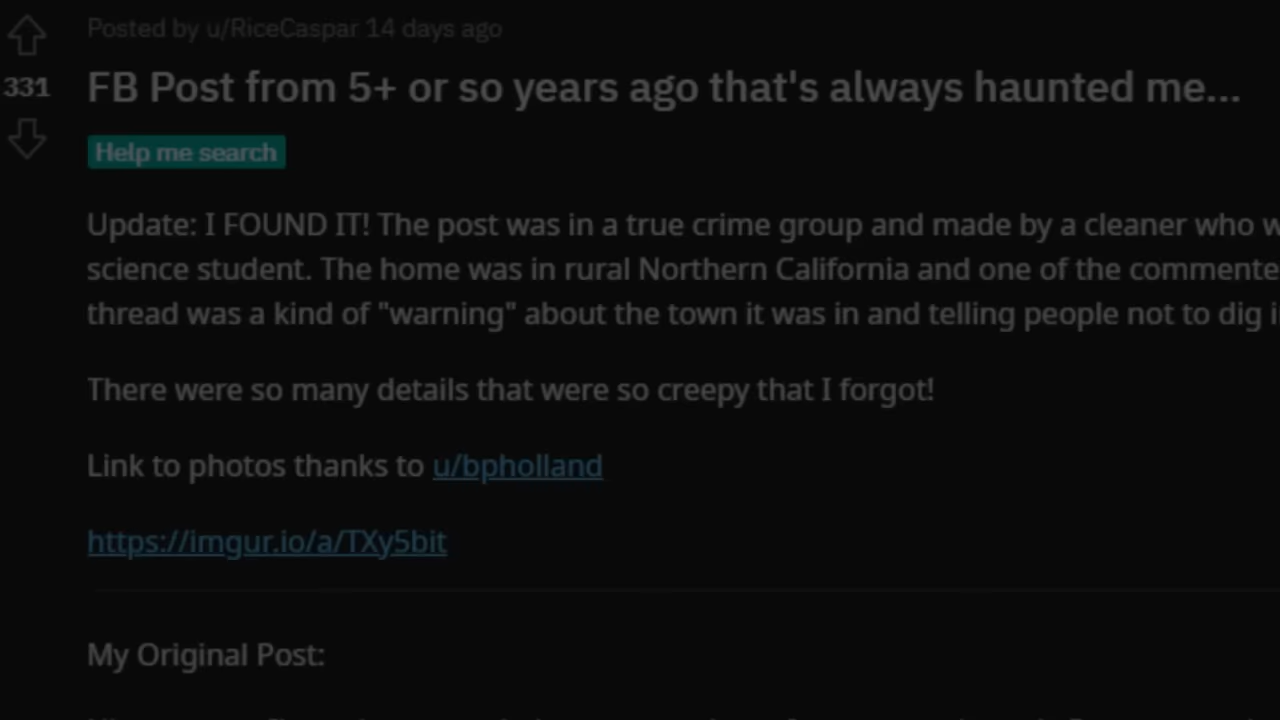 Posted by u/RiceCaspar 14 days ago
331
FB Post from 5+ or so years ago that's always haunted me...
Help me search
Update: I FOUND IT! The post was in a true crime group and made by a cleaner who
science student. The home was in rural Northern California and one of the
thread was a kind of "warning" about the town it was in and telling people not to dig
There were so many details that were so creepy that I forgot!
Link to photos thanks to u/bpholland
https://imgur.io/a/TXy5bit
My Original Post: